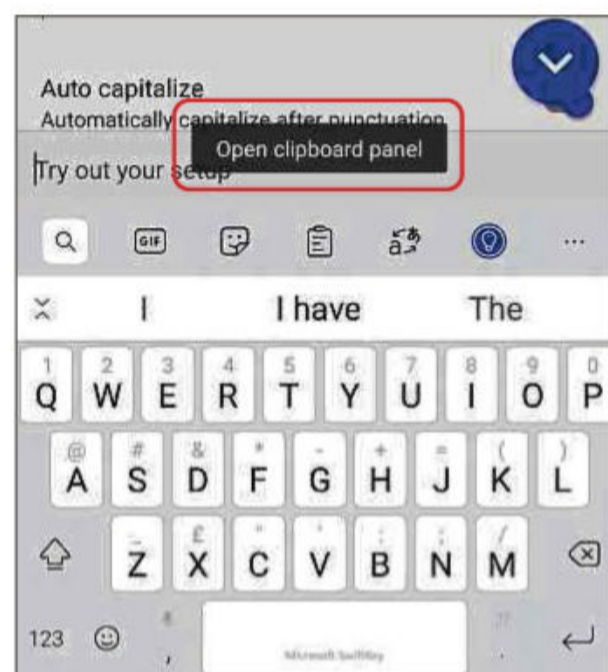 Auto capitalize
Automatically capitalize after punctuation
Open clipboard panel
Try out your setup
GIF
あ
a
I I have The
1 2 3 4 5 6 7 8 9 0
Q W E R T Y U I O P
@ # & * - + = ( )
A S D F G H J K L
_ £ " ' : ; /
Z X C V B N M
123 , .
Microsoft SwiftKey